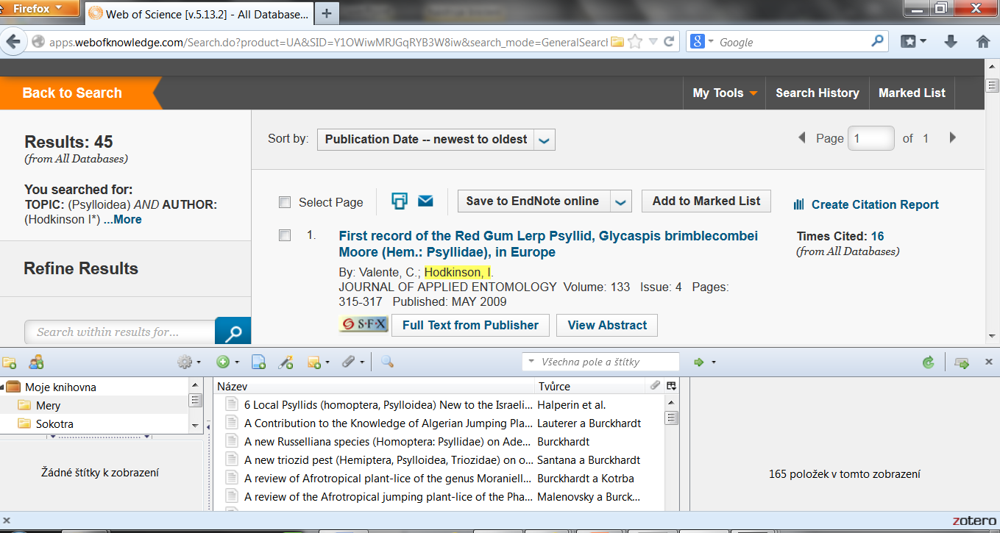 Firefox
Web of Science [v.5.13.2] - All Database...
apps.webofknowledge.com/Search.do?product=UA&SID=Y1OWiwMRJGqRYB3W8iw&search_mode=GeneralSearch
Google
Back to Search
My Tools
Search History
Marked List
Results: 45
(from All Databases)
You searched for:
TOPIC: (Psylloidea) AND AUTHOR:
(Hodkinson I*) ...More
Refine Results
Search within results for...
Sort by:
Publication Date -- newest to oldest
Page 1 of 1
Select Page
Save to EndNote online
Add to Marked List
Create Citation Report
1.
First record of the Red Gum Lerp Psyllid, Glycaspis brimblecombei
Moore (Hem.: Psyllidae), in Europe
By: Valente, C.; Hodkinson, I.
JOURNAL OF APPLIED ENTOMOLOGY Volume: 133 Issue: 4 Pages:
315-317 Published: MAY 2009
Times Cited: 16
(from All Databases)
S·F·X
Full Text from Publisher
View Abstract
Všechna pole a štítky
Moje knihovna
Mery
Sokotra
Žádné štítky k zobrazení
Název Tvůrce
6 Local Psyllids (homoptera, Psylloidea) New to the Israeli... Halperin et al.
A Contribution to the Knowledge of Algerian Jumping Pla... Lauterer a Burckhardt
A new Russelliana species (Homoptera: Psyllidae) on Ade... Burckhardt
A new triozid pest (Hemiptera, Psylloidea, Triozidae) on o... Santana a Burckhardt
A review of Afrotropical plant-lice of the genus Moraniell... Burckhardt a Kotrba
A review of the Afrotropical jumping plant-lice of the Pha... Malenovsky a Burck...
165 položek v tomto zobrazení
zotero